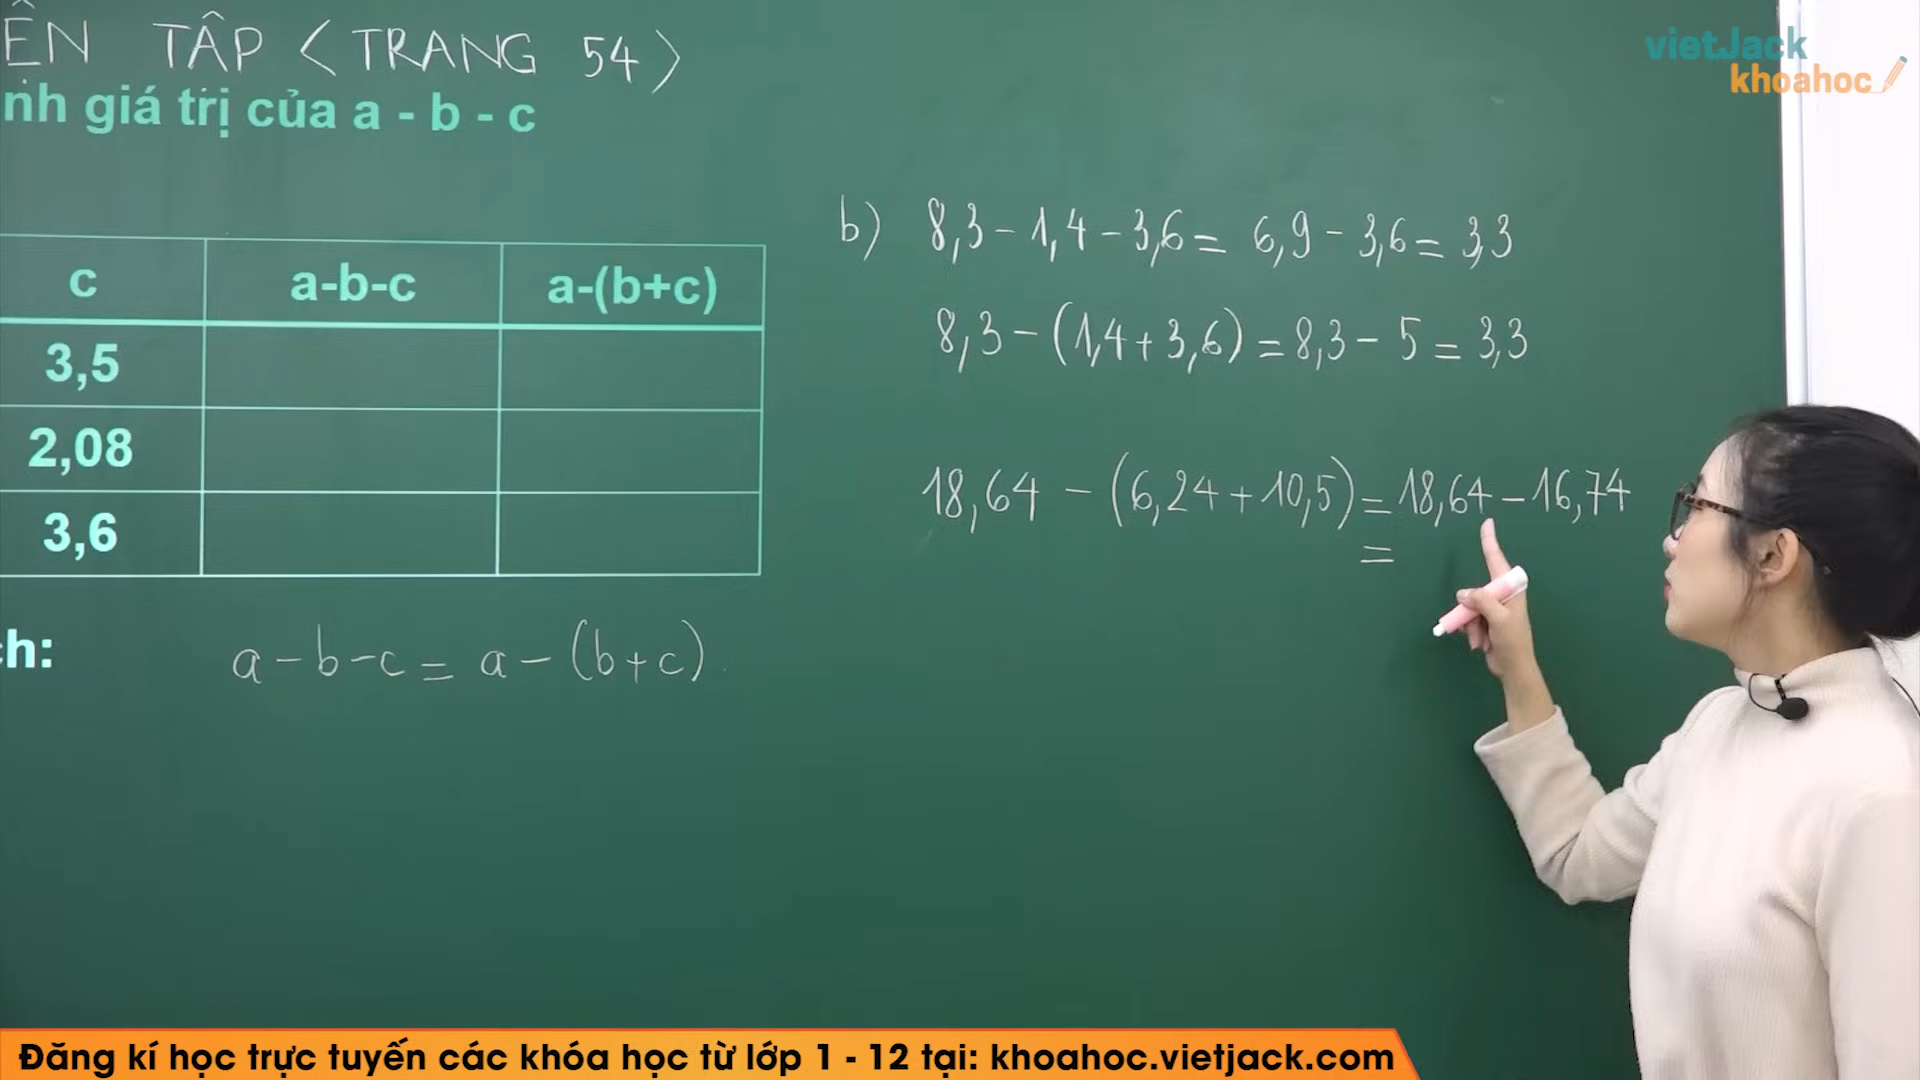 ỆN TẬP < TRANG 54 >
nh giá trị của a - b - c
c a-b-c a-(b+c)
3,5
2,08
3,6
ch: a - b - c = a - (b + c).
vietJack
khoahoc
b) 8,3 - 1,4 - 3,6 = 6,9 - 3,6 = 3,3
8,3 - (1,4 + 3,6) = 8,3 - 5 = 3,3
18,64 - (6,24 + 10,5) = 18,64 - 16,74
=
Đăng kí học trực tuyến các khóa học từ lớp 1 - 12 tại: khoahoc.vietjack.com